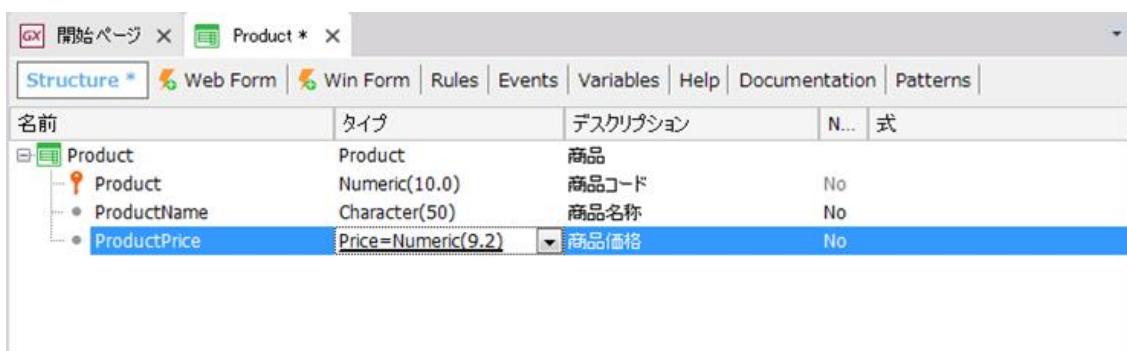 GX 開始ページ × Product * ×
Structure * Web Form Win Form Rules Events Variables Help Documentation Patterns
名前 タイプ デスクリプション N... 式
Product Product 商品
Product Numeric(10.0) 商品コード No
ProductName Character(50) 商品名称 No
ProductPrice Price=Numeric(9.2) 商品価格 No